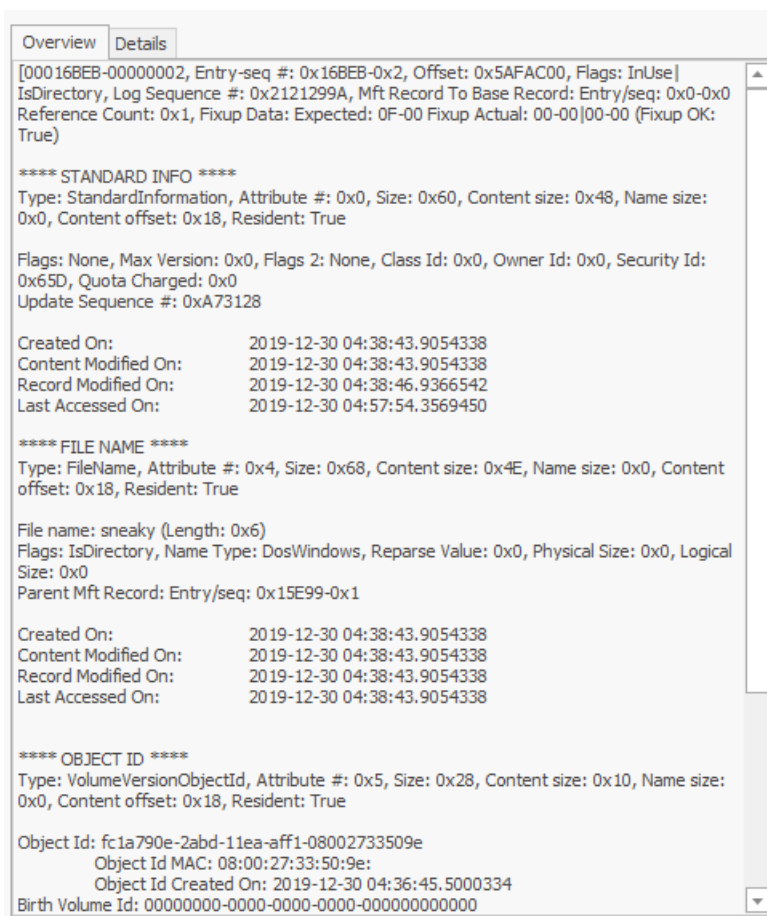 Overview
Details
[00016BEB-00000002, Entry-seq #: 0x16BEB-0x2, Offset: 0x5AFAC00, Flags: InUse|
IsDirectory, Log Sequence #: 0x2121299A, Mft Record To Base Record: Entry/seq: 0x0-0x0
Reference Count: 0x1, Fixup Data: Expected: 0F-00 Fixup Actual: 00-00|00-00 (Fixup OK:
True)
**** STANDARD INFO ****
Type: StandardInformation, Attribute #: 0x0, Size: 0x60, Content size: 0x48, Name size:
0x0, Content offset: 0x18, Resident: True
Flags: None, Max Version: 0x0, Flags 2: None, Class Id: 0x0, Owner Id: 0x0, Security Id:
0x65D, Quota Charged: 0x0
Update Sequence #: 0xA73128
Created On: 2019-12-30 04:38:43.9054338
Content Modified On: 2019-12-30 04:38:43.9054338
Record Modified On: 2019-12-30 04:38:46.9366542
Last Accessed On: 2019-12-30 04:57:54.3569450
**** FILE NAME ****
Type: FileName, Attribute #: 0x4, Size: 0x68, Content size: 0x4E, Name size: 0x0, Content
offset: 0x18, Resident: True
File name: sneaky (Length: 0x6)
Flags: IsDirectory, Name Type: DosWindows, Reparse Value: 0x0, Physical Size: 0x0, Logical
Size: 0x0
Parent Mft Record: Entry/seq: 0x15E99-0x1
Created On: 2019-12-30 04:38:43.9054338
Content Modified On: 2019-12-30 04:38:43.9054338
Record Modified On: 2019-12-30 04:38:43.9054338
Last Accessed On: 2019-12-30 04:38:43.9054338
**** OBJECT ID ****
Type: VolumeVersionObjectId, Attribute #: 0x5, Size: 0x28, Content size: 0x10, Name size:
0x0, Content offset: 0x18, Resident: True
Object Id: fc1a790e-2abd-11ea-aff1-08002733509e
Object Id MAC: 08:00:27:33:50:9e:
Object Id Created On: 2019-12-30 04:36:45.5000334
Birth Volume Id: 00000000-0000-0000-0000-000000000000